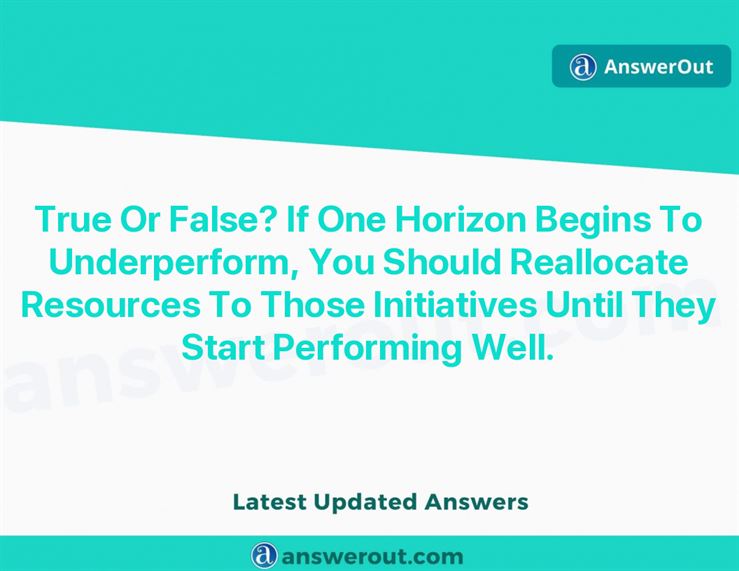 AnswerOut
True Or False? If One Horizon Begins To
Underperform, You Should Reallocate
Resources To Those Initiatives Until They
Start Performing Well.
answerout.com
Latest Updated Answers
answerout.com